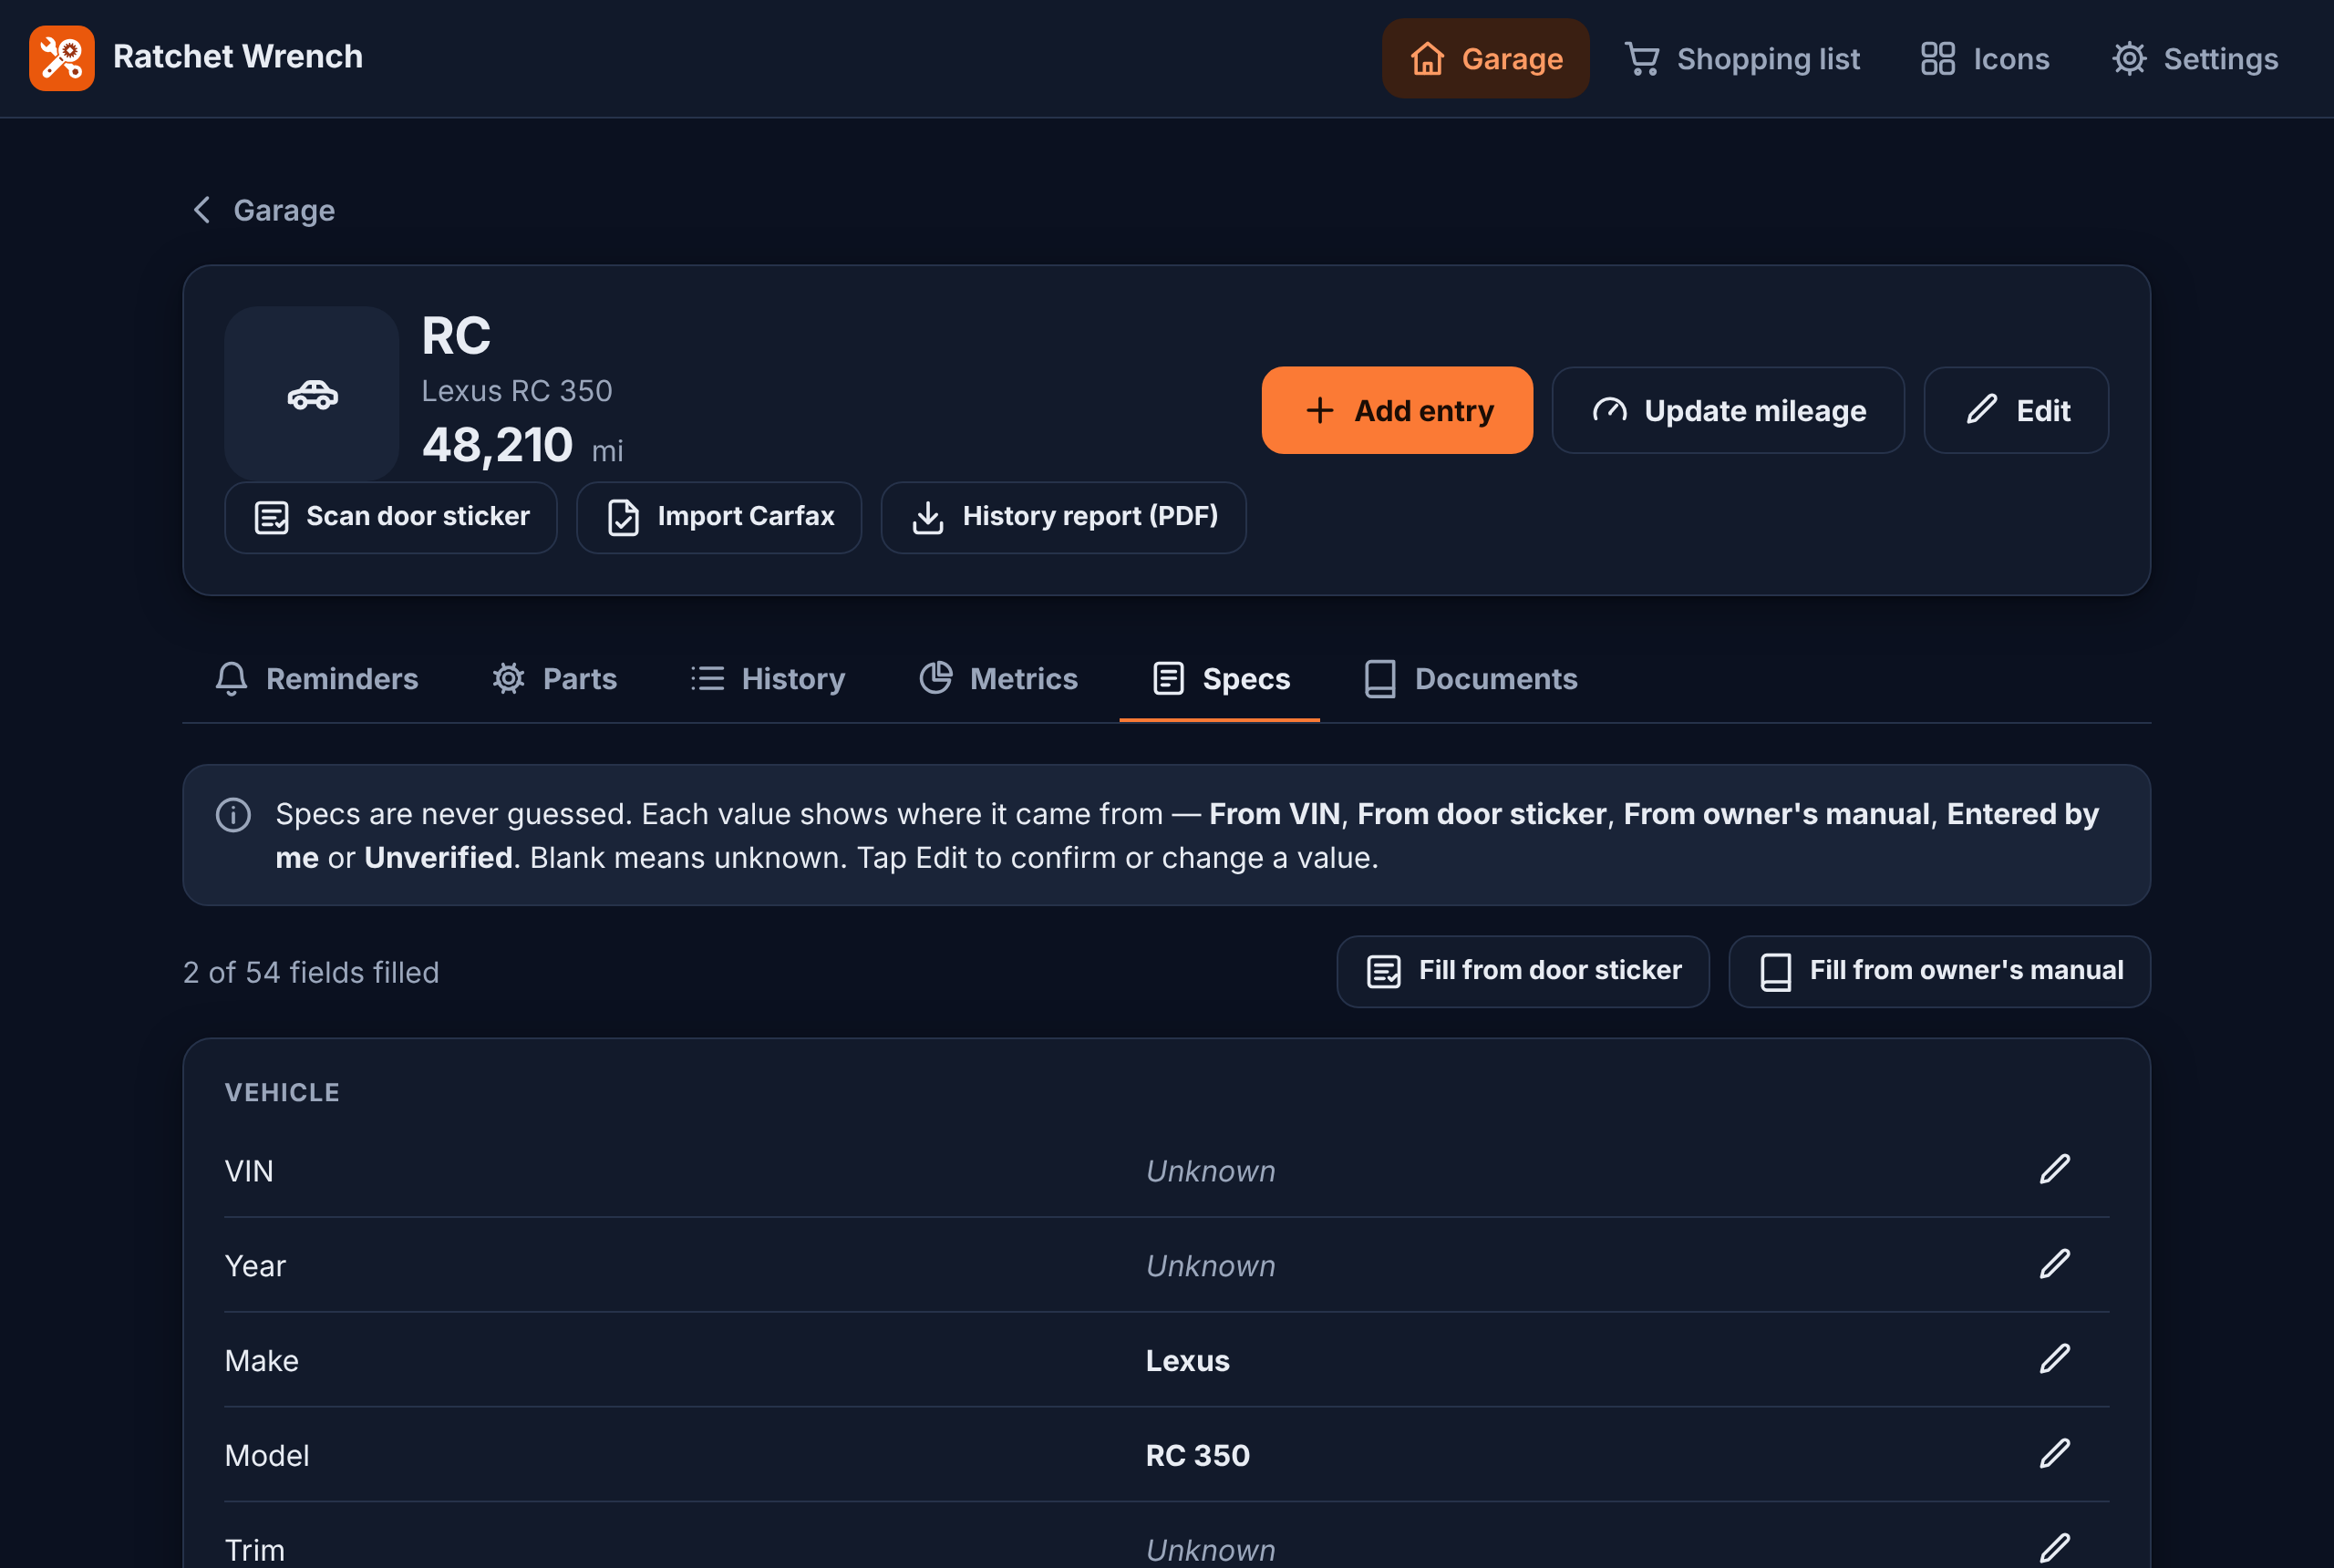 Ratchet Wrench
Garage
Shopping list
Icons
Settings
Garage
RC
Lexus RC 350
48,210 mi
Add entry
Update mileage
Edit
Scan door sticker
Import Carfax
History report (PDF)
Reminders
Parts
History
Metrics
Specs
Documents
Specs are never guessed. Each value shows where it came from — From VIN, From door sticker, From owner's manual, Entered by
me or Unverified. Blank means unknown. Tap Edit to confirm or change a value.
2 of 54 fields filled
Fill from door sticker
Fill from owner's manual
VEHICLE
VIN Unknown
Year Unknown
Make Lexus
Model RC 350
Trim Unknown